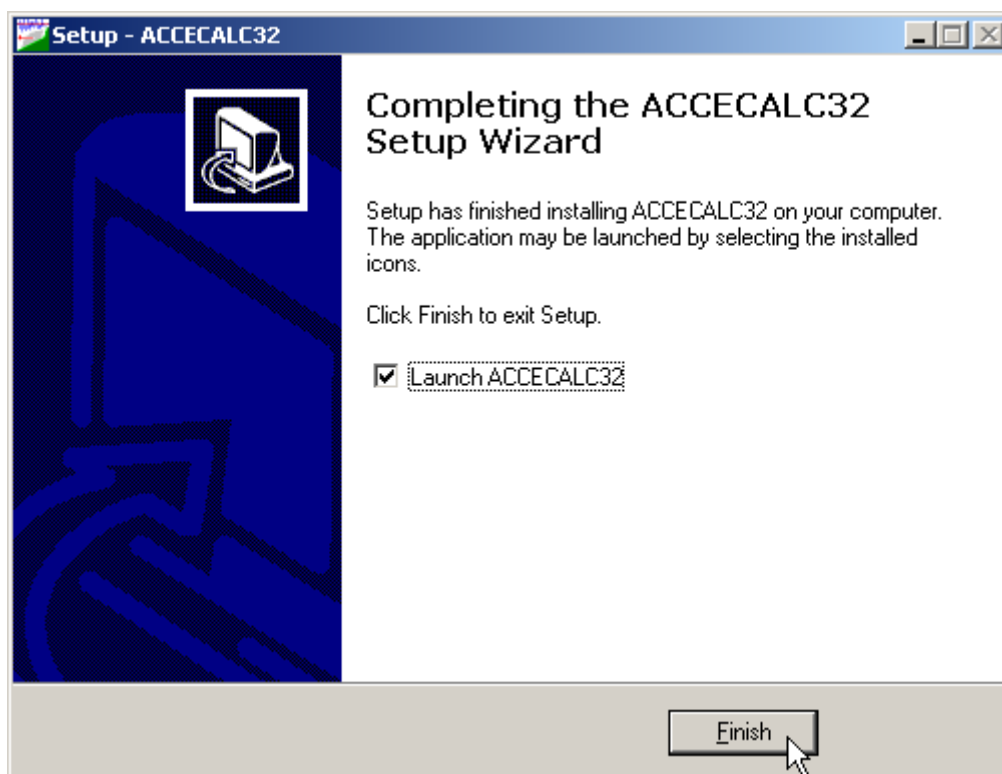 Setup - ACCECALC32
Completing the ACCECALC32
Setup Wizard
Setup has finished installing ACCECALC32 on your computer.
The application may be launched by selecting the installed
icons.
Click Finish to exit Setup.
Launch ACCECALC32
Finish